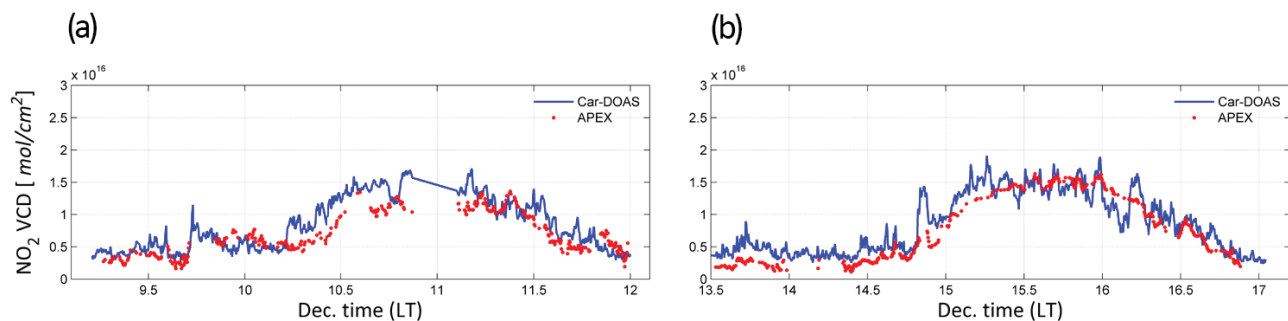 (a)
(b)
x 10^16
3
2.5
2
1.5
1
0.5
0
NO₂ VCD [ mol/cm²]
Car-DOAS
APEX
9.5 10 10.5 11 11.5 12
Dec. time (LT)
x 10^16
3
2.5
2
1.5
1
0.5
0
Car-DOAS
APEX
13.5 14 14.5 15 15.5 16 16.5 17
Dec. time (LT)